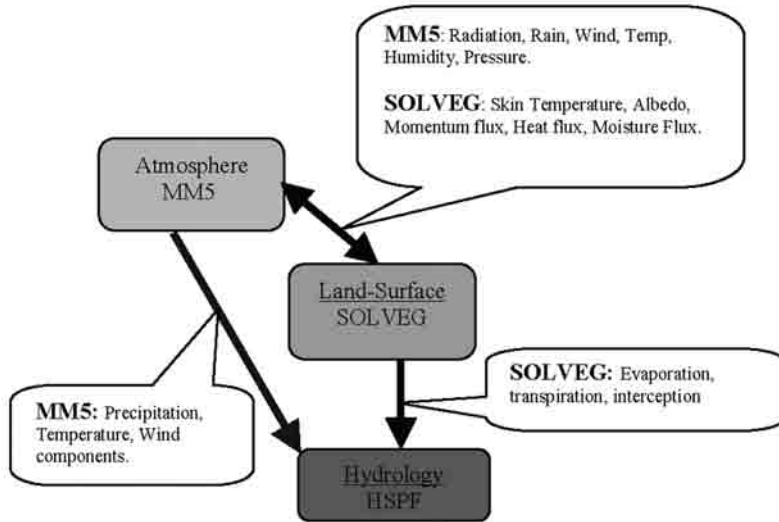 MM5: Radiation, Rain, Wind, Temp,
Humidity, Pressure.
SOLVEG: Skin Temperature, Albedo,
Momentum flux, Heat flux, Moisture Flux.
Atmosphere
MM5
Land-Surface
SOLVEG
SOLVEG: Evaporation,
transpiration, interception
MM5: Precipitation,
Temperature, Wind
components.
Hydrology
HSPF